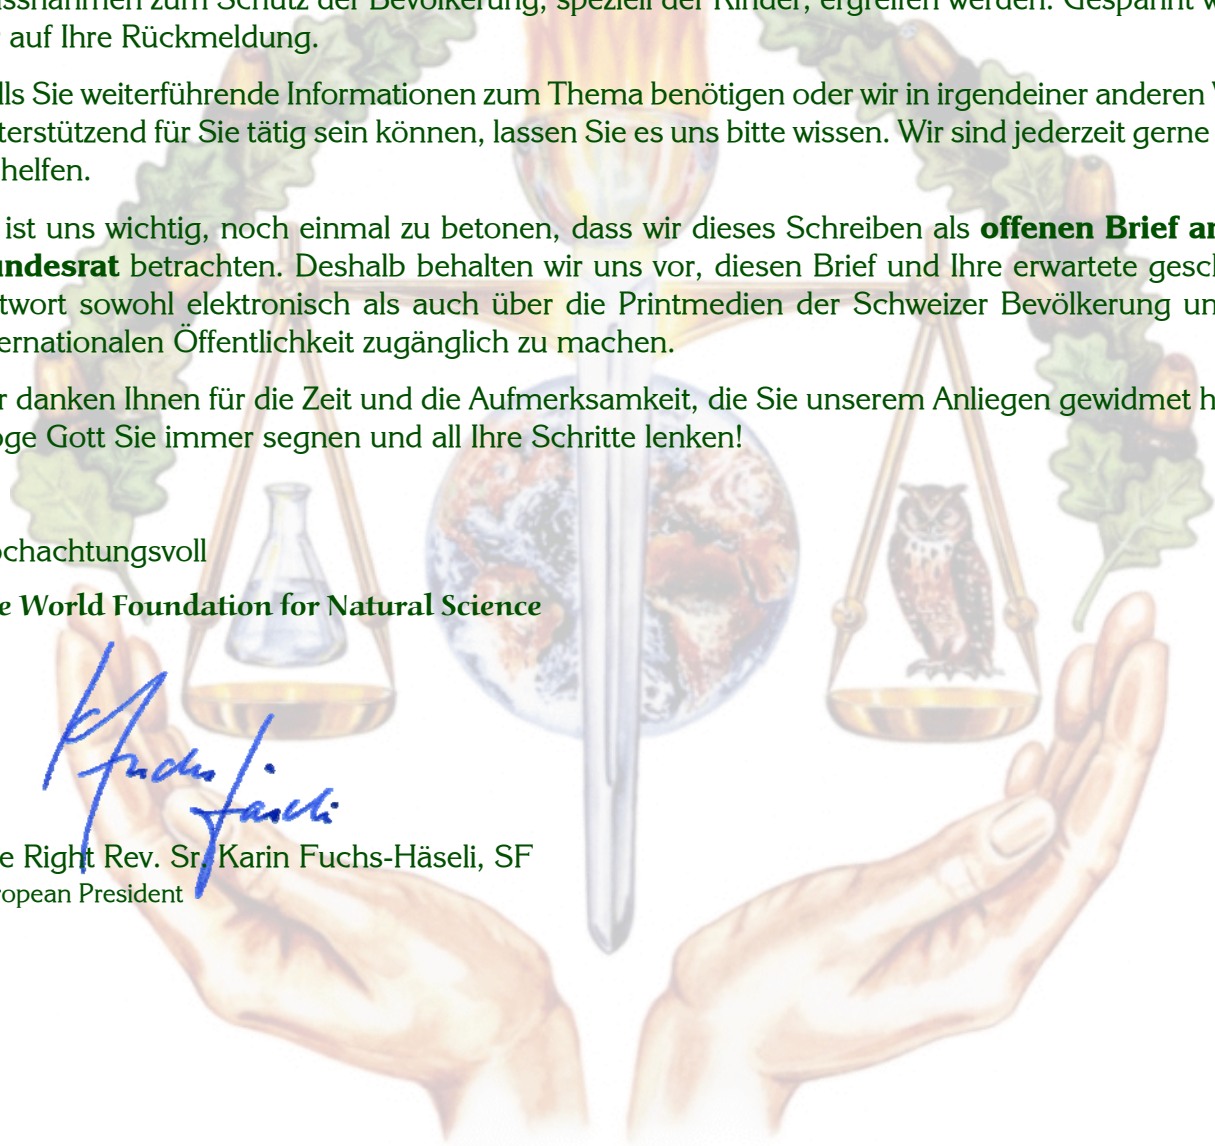 ssnahmen zum Schutz der Bevölkerung, speziell der Kinder, ergreifen werden. Gespannt w
r auf Ihre Rückmeldung.
lls Sie weiterführende Informationen zum Thema benötigen oder wir in irgendeiner anderen W
terstützend für Sie tätig sein können, lassen Sie es uns bitte wissen. Wir sind jederzeit gerne
helfen.
ist uns wichtig, noch einmal zu betonen, dass wir dieses Schreiben als offenen Brief an
undesrat betrachten. Deshalb behalten wir uns vor, diesen Brief und Ihre erwartete gesch
twort sowohl elektronisch als auch über die Printmedien der Schweizer Bevölkerung un
ernationalen Öffentlichkeit zugänglich zu machen.
r danken Ihnen für die Zeit und die Aufmerksamkeit, die Sie unserem Anliegen gewidmet h
öge Gott Sie immer segnen und all Ihre Schritte lenken!
ochachtungsvoll
e World Foundation for Natural Science
K Fuchs-Häseli
e Right Rev. Sr. Karin Fuchs-Häseli, SF
ropean President